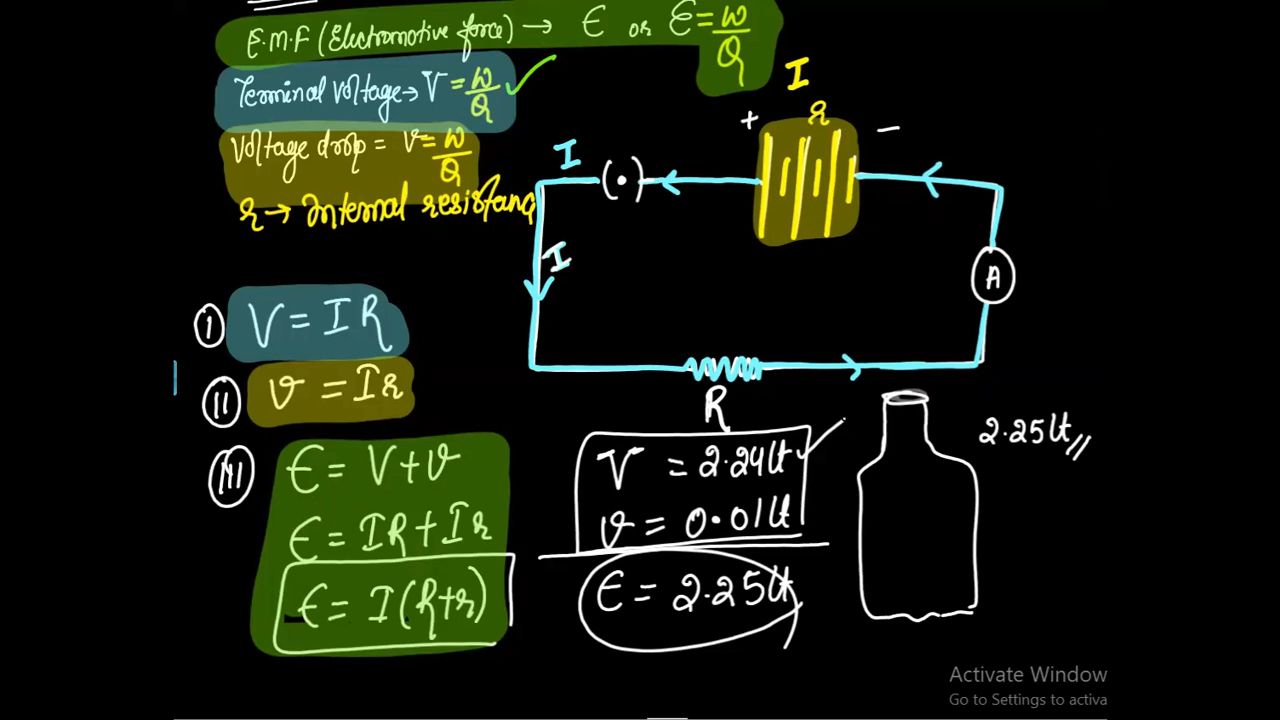 E.M.F (Electromotive force) → ϵ or Ɛ = w/Q
Terminal voltage → V = w/Q ✓
Voltage drop = v = w/Q
r → Internal resistanc
I
r
+
−
I
( • )
I
A
R
I V = IR
II v = Ir
III ϵ = V + v
ϵ = IR + Ir
ϵ = I(R+r)
V = 2.24lt
v = 0.01lt
ϵ = 2.25lt
2.25lt //
Activate Window
Go to Settings to activa